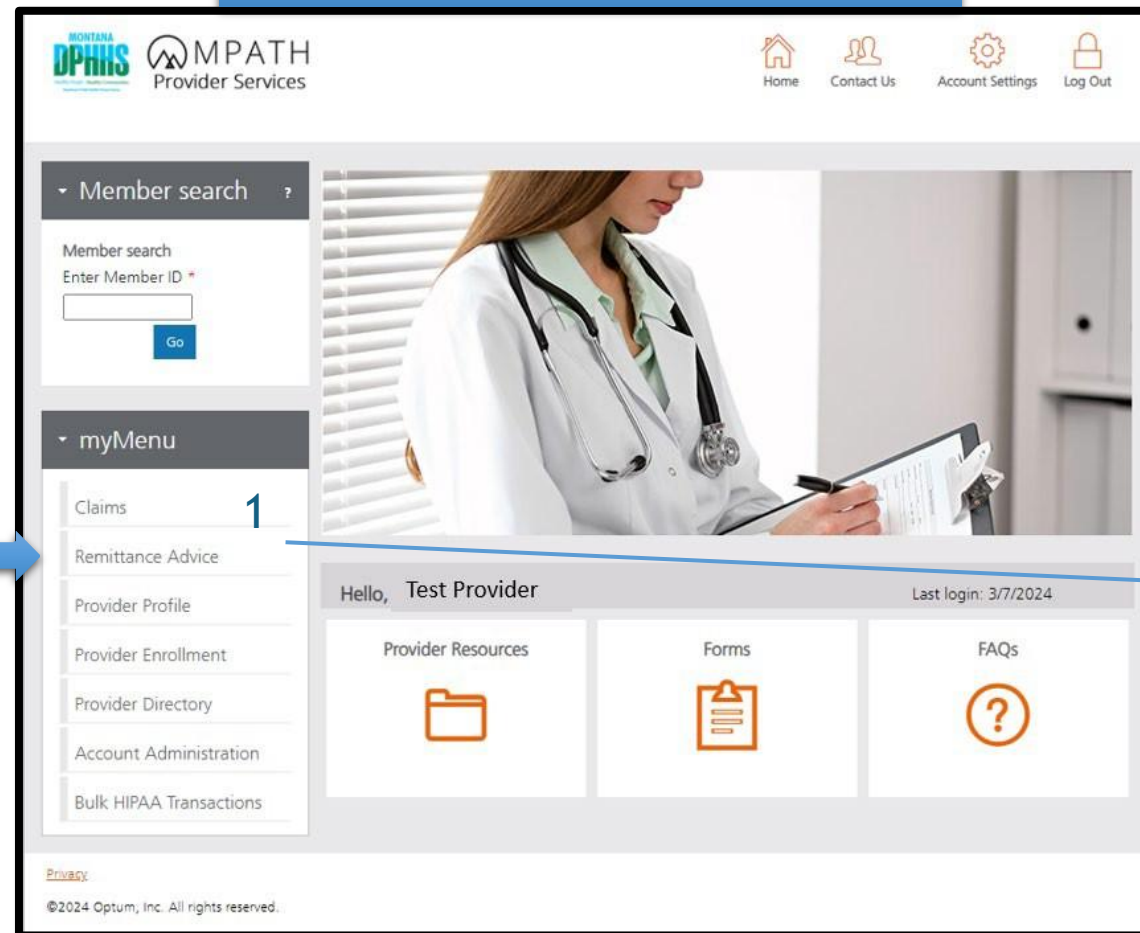 MONTANA
DPHHS
MPATH
Provider Services
Home
Contact Us
Account Settings
Log Out
Member search ?
Member search
Enter Member ID *
Go
myMenu
Claims
1
Remittance Advice
Provider Profile
Provider Enrollment
Provider Directory
Account Administration
Bulk HIPAA Transactions
Hello, Test Provider
Last login: 3/7/2024
Provider Resources
Forms
FAQs
?
Privacy
©2024 Optum, Inc. All rights reserved.